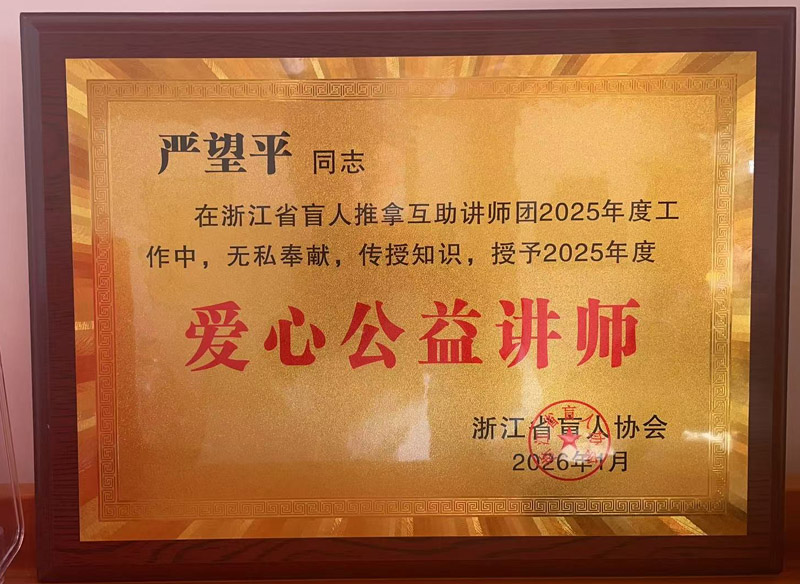 严望平 同志
在浙江省盲人推拿互助讲师团2025年度工
作中，无私奉献，传授知识，授予2025年度
爱心公益讲师
浙江省盲人协会
2026年1月